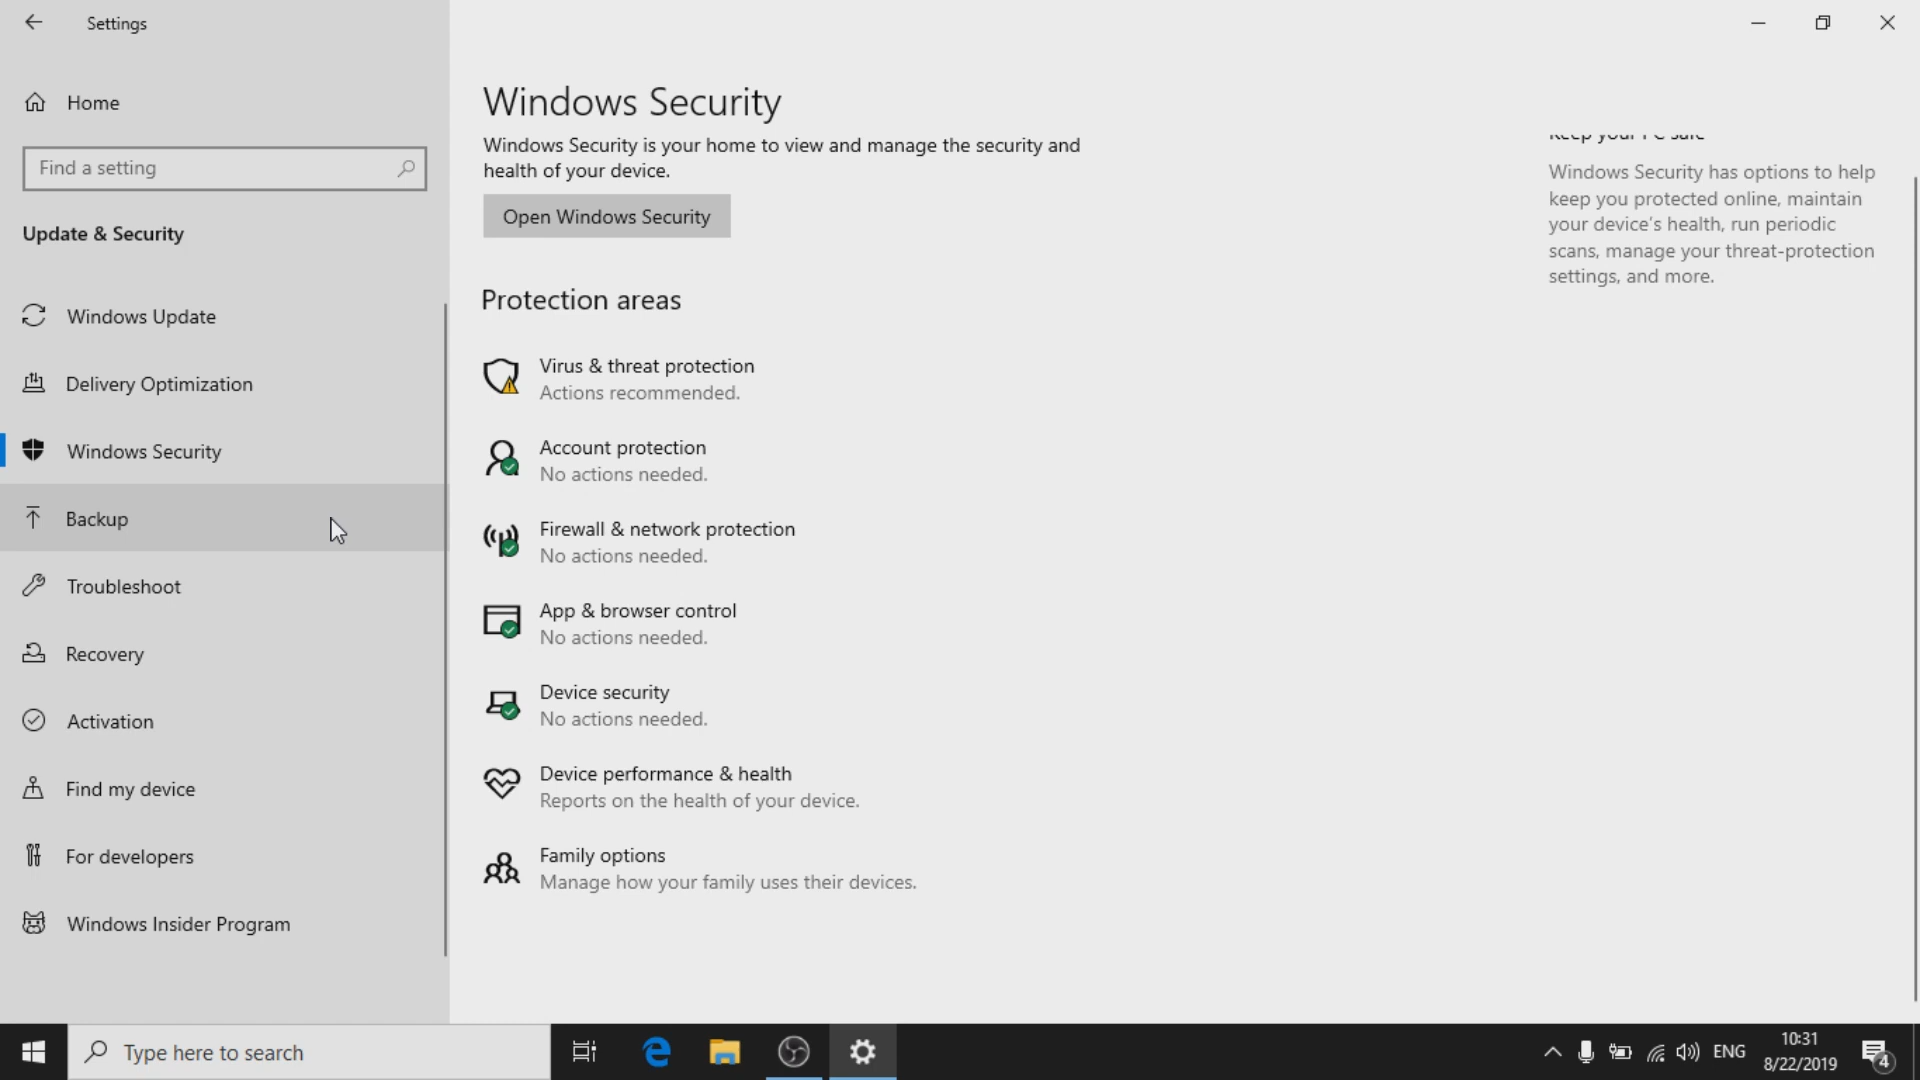 Settings
Home
Find a setting
Update & Security
Windows Update
Delivery Optimization
Windows Security
Backup
Troubleshoot
Recovery
Activation
Find my device
For developers
Windows Insider Program
Windows Security
Windows Security is your home to view and manage the security and
health of your device.
Open Windows Security
Protection areas
Virus & threat protection
Actions recommended.
Account protection
No actions needed.
Firewall & network protection
No actions needed.
App & browser control
No actions needed.
Device security
No actions needed.
Device performance & health
Reports on the health of your device.
Family options
Manage how your family uses their devices.
Keep your PC safe
Windows Security has options to help
keep you protected online, maintain
your device's health, run periodic
scans, manage your threat-protection
settings, and more.
Type here to search
ENG
10:31
8/22/2019
4